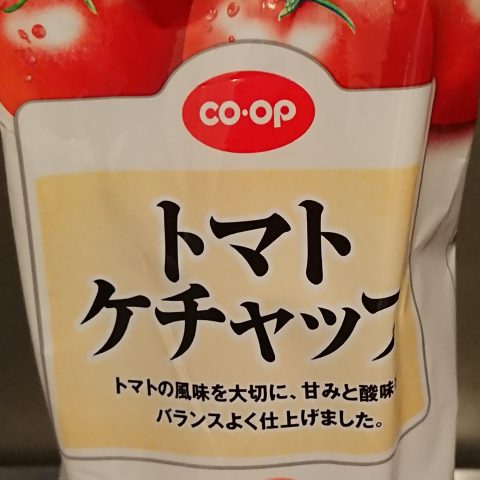 CO·OP
トマト
ケチャップ
トマトの風味を大切に、甘みと酸味
バランスよく仕上げました。